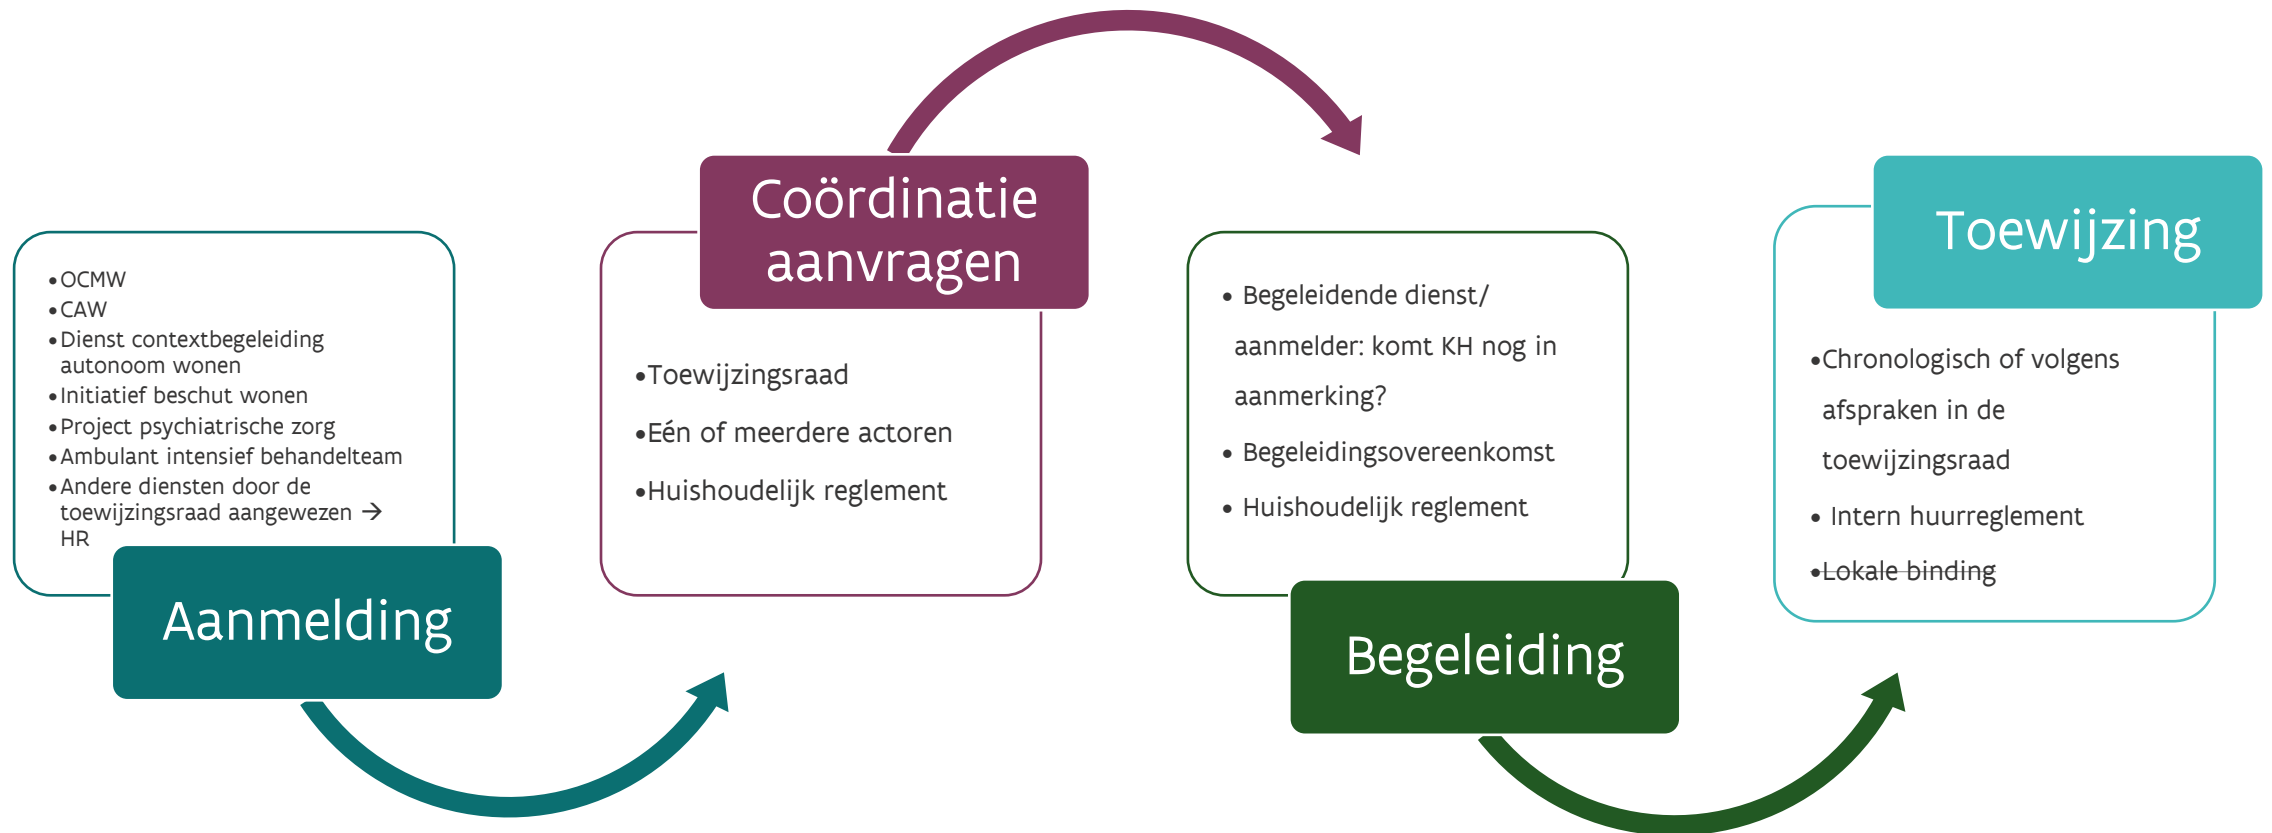 •OCMW
•CAW
•Dienst contextbegeleiding
autonoom wonen
•Initiatief beschut wonen
•Project psychiatrische zorg
•Ambulant intensief behandelteam
•Andere diensten door de
toewijzingsraad aangewezen →
HR
Aanmelding
Coördinatie
aanvragen
•Toewijzingsraad
•Eén of meerdere actoren
•Huishoudelijk reglement
• Begeleidende dienst/
aanmelder: komt KH nog in
aanmerking?
• Begeleidingsovereenkomst
• Huishoudelijk reglement
Begeleiding
Toewijzing
•Chronologisch of volgens
afspraken in de
toewijzingsraad
• Intern huurreglement
•Lokale binding